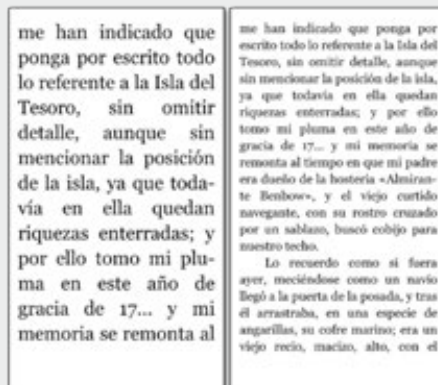 me han indicado que
ponga por escrito todo
lo referente a la Isla del
Tesoro, sin omitir
detalle, aunque sin
mencionar la posición
de la isla, ya que toda-
vía en ella quedan
riquezas enterradas; y
por ello tomo mi plu-
ma en este año de
gracia de 17... y mi
memoria se remonta al
me han indicado que ponga por
escrito todo lo referente a la Isla del
Tesoro, sin omitir detalle, aunque
sin mencionar la posición de la isla,
ya que todavía en ella quedan
riquezas enterradas; y por ello
tomo mi pluma en este año de
gracia de 17... y mi memoria se
remonta al tiempo en que mi padre
era dueño de la hostería «Almiran-
te Benbow», y el viejo curtido
navegante, con su rostro cruzado
por un sablazo, buscó cobijo para
nuestro techo.
Lo recuerdo como si fuera
ayer, meciéndose como un navío
llegó a la puerta de la posada, y tras
él arrastraba, en una especie de
angarillas, su cofre marino; era un
viejo recio, macizo, alto, con el